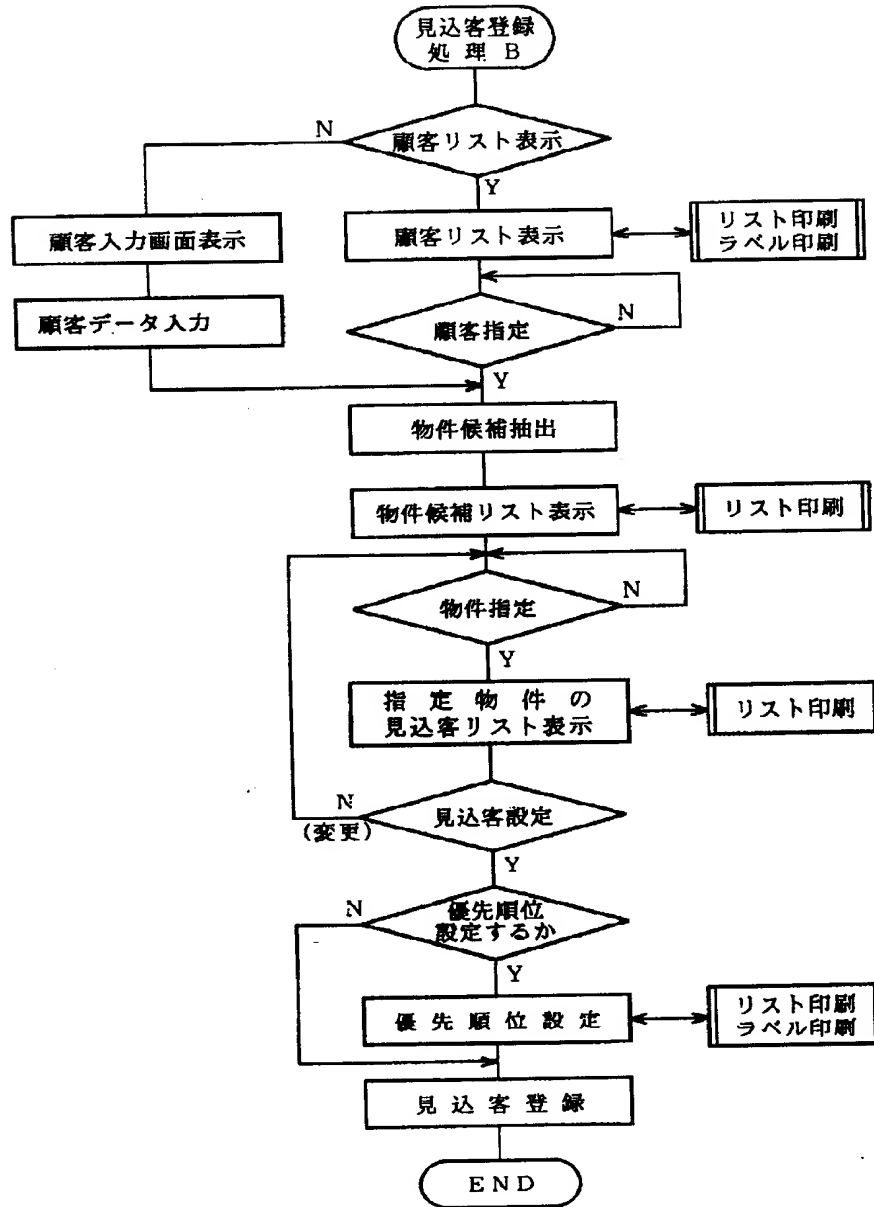 見込客登録
処理B
顧客リスト表示
N
Y
顧客入力画面表示
顧客リスト表示
リスト印刷
ラベル印刷
顧客データ入力
顧客指定
N
Y
物件候補抽出
物件候補リスト表示
リスト印刷
物件指定
N
Y
指定物件の
見込客リスト表示
リスト印刷
見込客設定
N
(変更)
Y
優先順位
設定するか
N
Y
優先順位設定
リスト印刷
ラベル印刷
見込客登録
END